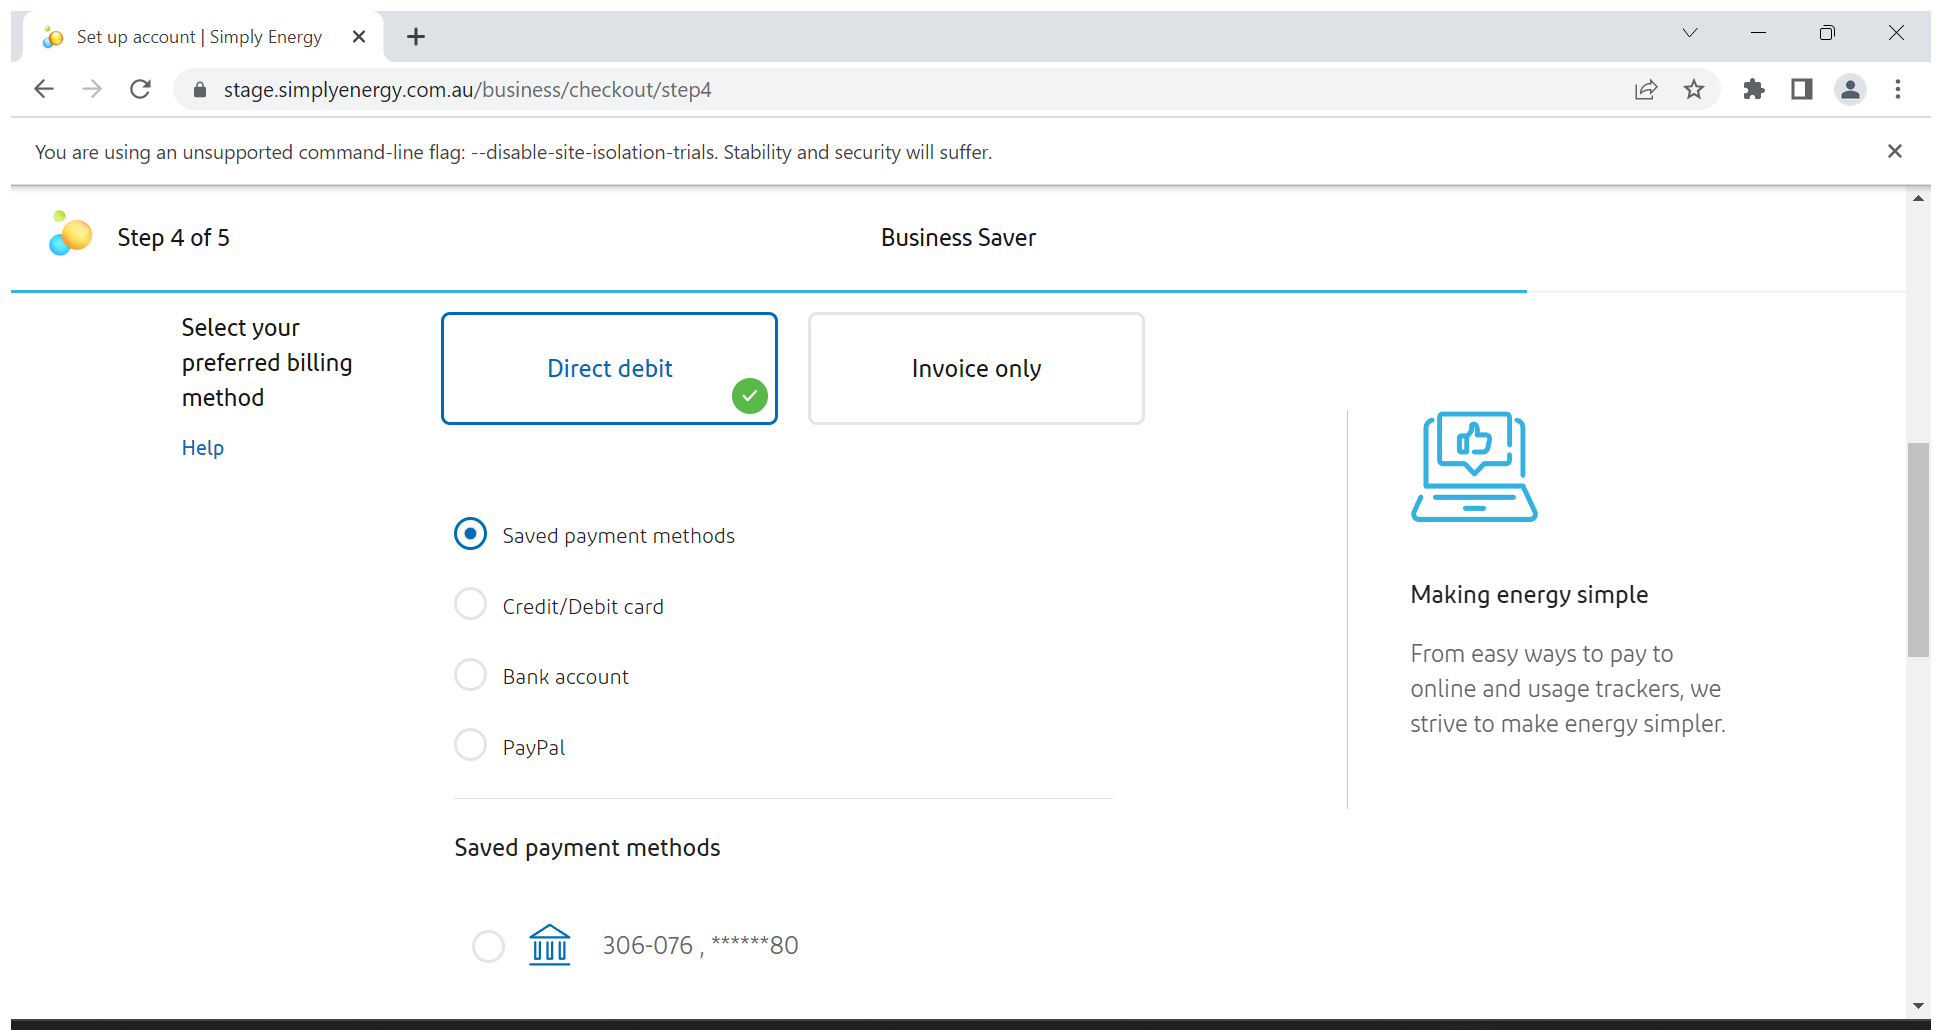 Set up account | Simply Energy
stage.simplyenergy.com.au/business/checkout/step4
You are using an unsupported command-line flag: --disable-site-isolation-trials. Stability and security will suffer.
Step 4 of 5
Business Saver
Select your
preferred billing
method
Help
Direct debit
Invoice only
Saved payment methods
Credit/Debit card
Bank account
PayPal
Making energy simple
From easy ways to pay to
online and usage trackers, we
strive to make energy simpler.
Saved payment methods
306-076 , ******80